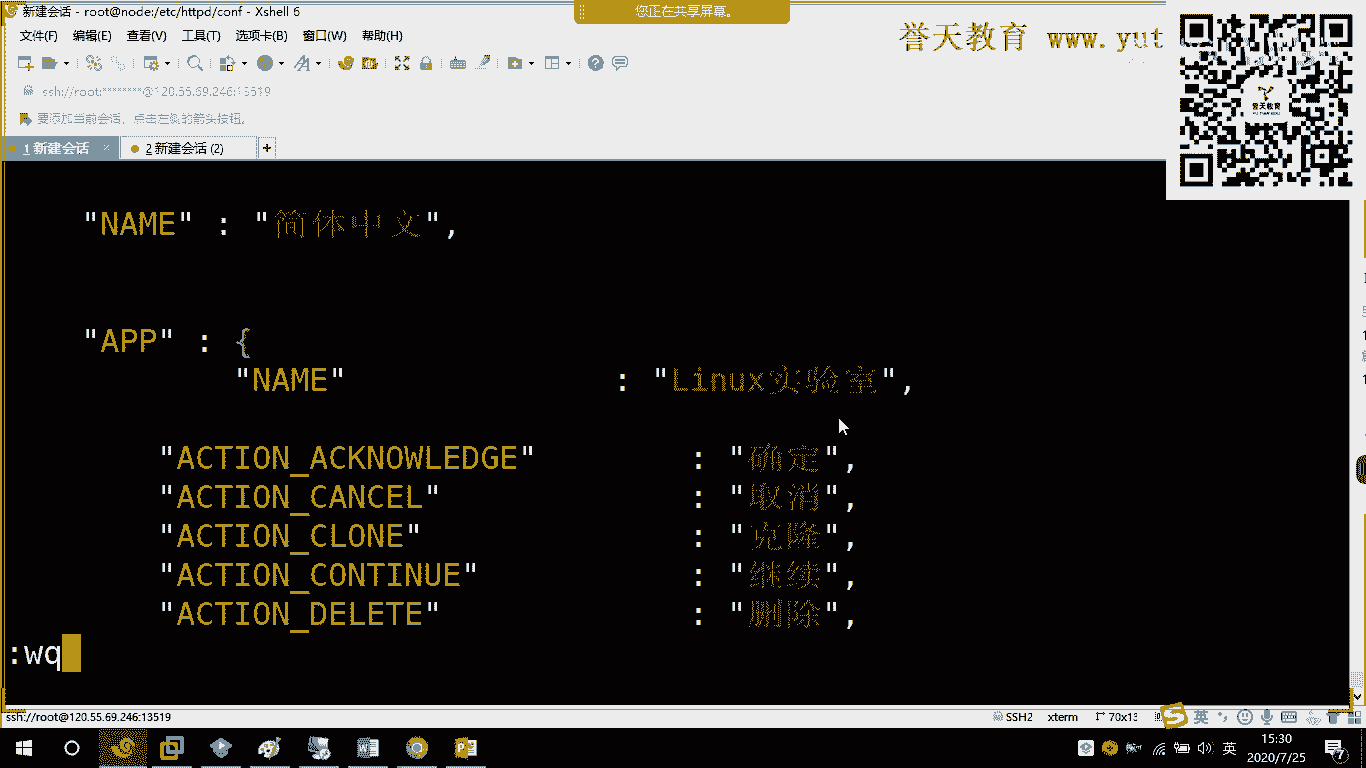 新建会话 - root@node:/etc/httpd/conf - Xshell 6
您正在共享屏幕。
文件(F) 编辑(E) 查看(V) 工具(T) 选项卡(B) 窗口(W) 帮助(H)
誉天教育 www.yut
ssh://root:********@120.55.69.246:13519
要添加当前会话，点击左侧的箭头按钮。
1 新建会话 × 2 新建会话 (2) +
誉天教育
"NAME" : "简体中文",
"APP" : {
"NAME" : "Linux实验室",
"ACTION_ACKNOWLEDGE" : "确定",
"ACTION_CANCEL" : "取消",
"ACTION_CLONE" : "克隆",
"ACTION_CONTINUE" : "继续",
"ACTION_DELETE" : "删除",
:wq
ssh://root@120.55.69.246:13519 SSH2 xterm 70x13
英
英 15:30
2020/7/25
7